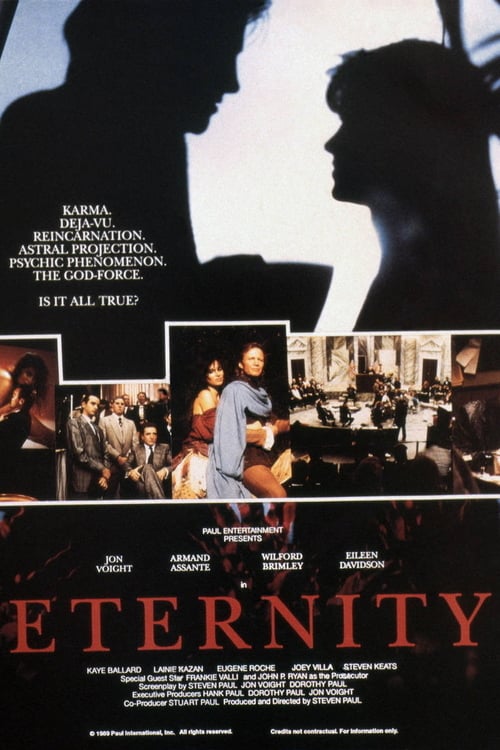 KARMA.
DEJA-VU.
REINCARNATION.
ASTRAL PROJECTION.
PSYCHIC PHENOMENON.
THE GOD-FORCE.
IS IT ALL TRUE?
PAUL ENTERTAINMENT
PRESENTS
JON VOIGHT
ARMAND ASSANTE
WILFORD BRIMLEY
EILEEN DAVIDSON
in
ETERNITY
KAYE BALLARD LAINIE KAZAN EUGENE ROCHE JOEY VILLA STEVEN KEATS
Special Guest Star FRANKIE VALLI and JOHN P. RYAN as the Prosecutor
Screenplay by STEVEN PAUL JON VOIGHT DOROTHY PAUL
Executive Producers HANK PAUL DOROTHY PAUL JON VOIGHT
Co-Producer STUART PAUL Produced and Directed by STEVEN PAUL
© 1989 Paul International, Inc. All rights reserved. Credits not contractual. For information only.